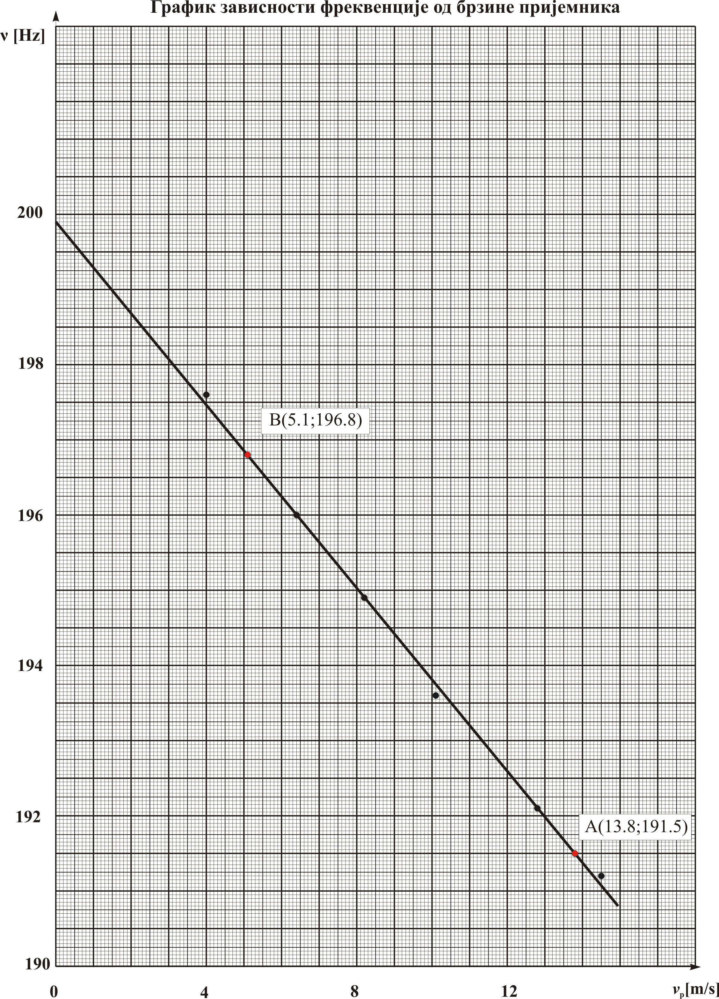 График зависности фреквенције од брзине пријемника
ν [Hz]
200
198
B(5.1;196.8)
196
194
192
A(13.8;191.5)
190
0 4 8 12 vp[m/s]